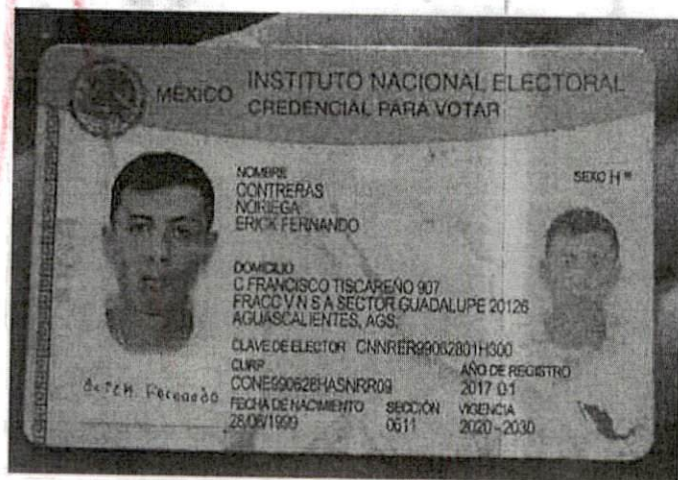 MÉXICO
INSTITUTO NACIONAL ELECTORAL
CREDENCIAL PARA VOTAR
NOMBRE
CONTRERAS
NORIEGA
ERICK FERNANDO
SEXO H
DOMICILIO
C FRANCISCO TISCAREÑO 907
FRACC V N S A SECTOR GUADALUPE 20126
AGUASCALIENTES, AGS.
CLAVE DE ELECTOR CNNRER99062801H300
CURP
CONE990628HASNRR09
AÑO DE REGISTRO
2017 01
FECHA DE NACIMIENTO
28/06/1999
SECCIÓN
0611
VIGENCIA
2020 - 2030
Fernando